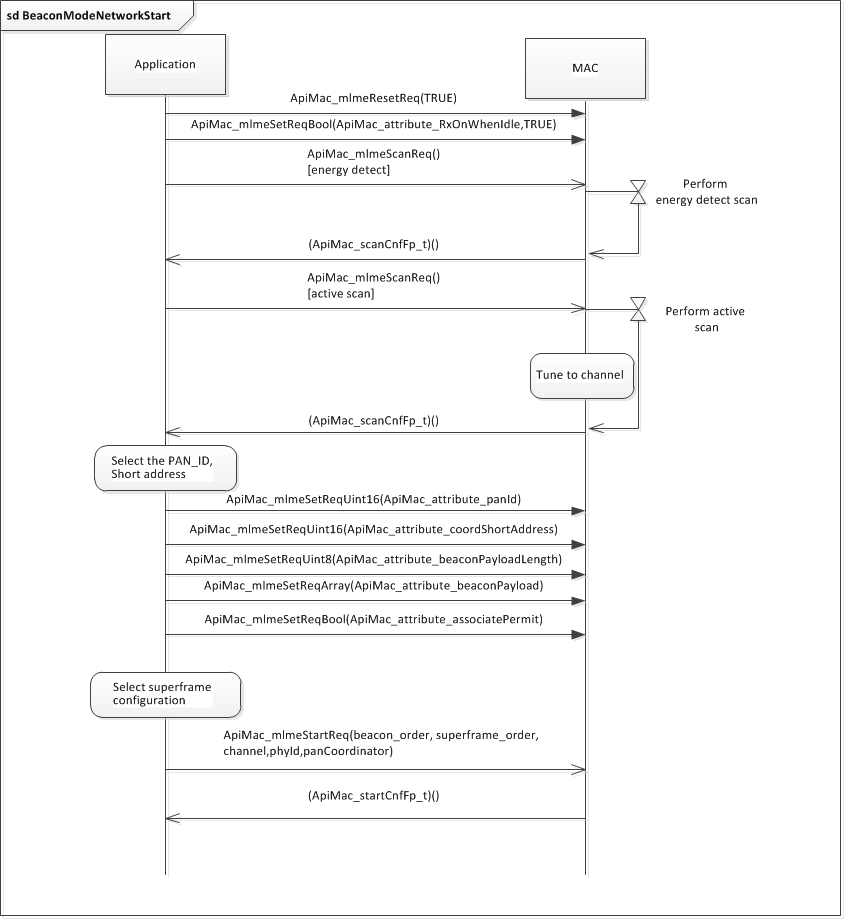 sd BeaconModeNetworkStart
Application
MAC
ApiMac_mlmeResetReq(TRUE)
ApiMac_mlmeSetReqBool(ApiMac_attribute_RxOnWhenIdle,TRUE)
ApiMac_mlmeScanReq()
[energy detect]
Perform
energy detect scan
(ApiMac_scanCnfFp_t)()
ApiMac_mlmeScanReq()
[active scan]
Perform active
scan
Tune to channel
(ApiMac_scanCnfFp_t)()
Select the PAN_ID,
Short address
ApiMac_mlmeSetReqUint16(ApiMac_attribute_panId)
ApiMac_mlmeSetReqUint16(ApiMac_attribute_coordShortAddress)
ApiMac_mlmeSetReqUint8(ApiMac_attribute_beaconPayloadLength)
ApiMac_mlmeSetReqArray(ApiMac_attribute_beaconPayload)
ApiMac_mlmeSetReqBool(ApiMac_attribute_associatePermit)
Select superframe
configuration
ApiMac_mlmeStartReq(beacon_order, superframe_order,
channel,phyId,panCoordinator)
(ApiMac_startCnfFp_t)()